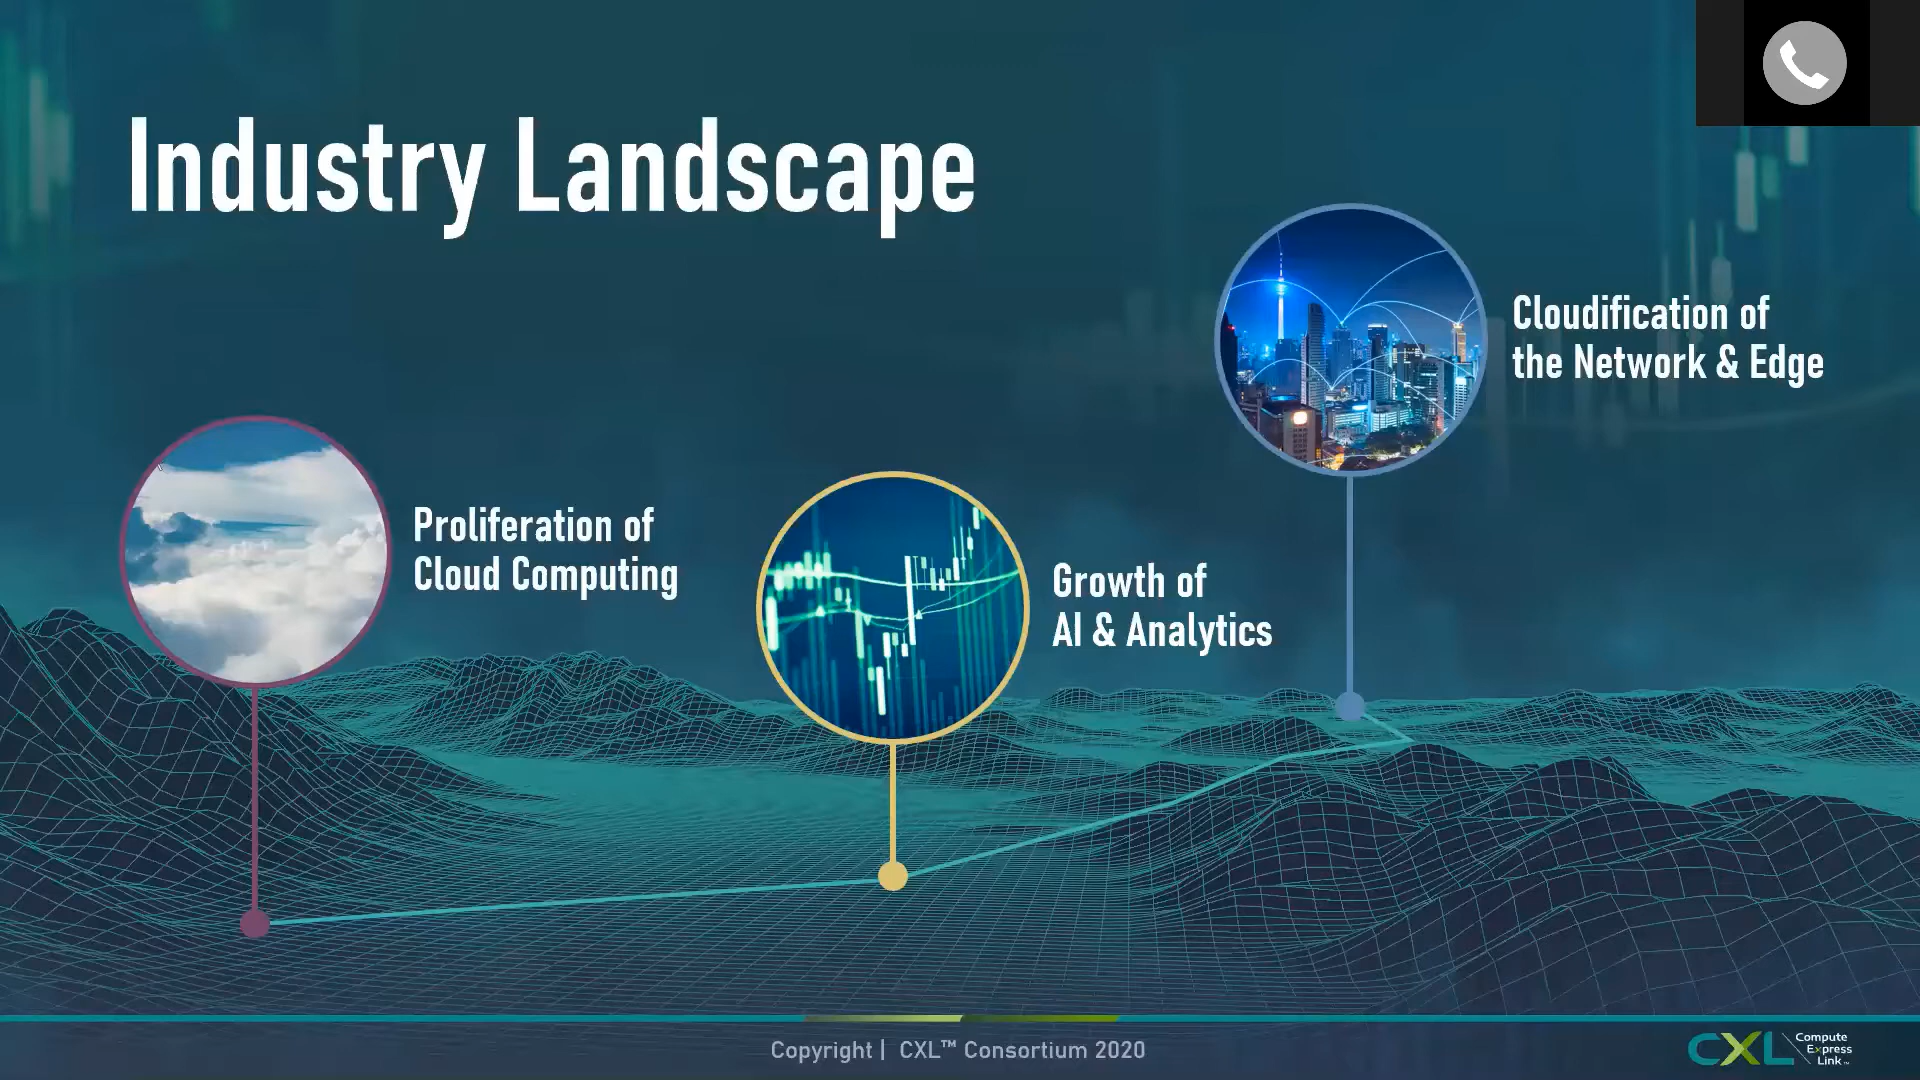 Industry Landscape
Cloudification of
the Network & Edge
Proliferation of
Cloud Computing
Growth of
AI & Analytics
Copyright | CXL™ Consortium 2020
CXL
Compute
Express
Link™